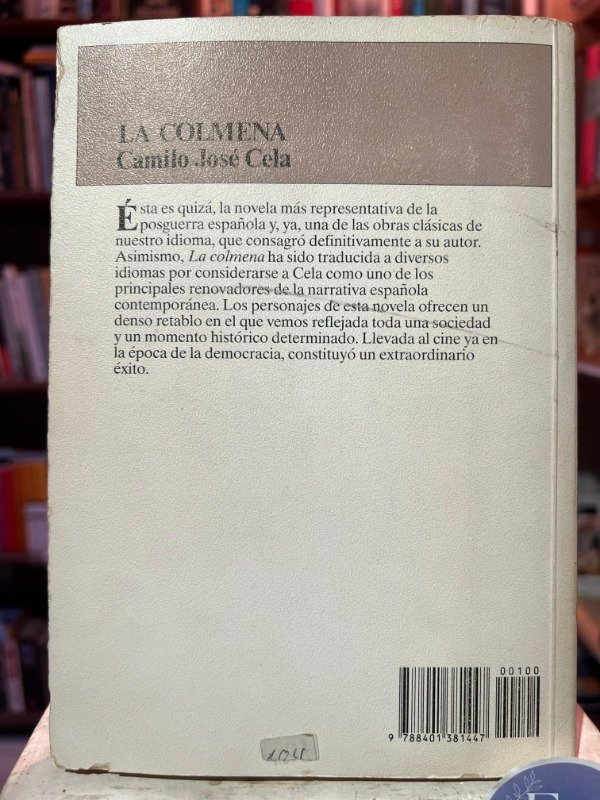 LA COLMENA
Camilo José Cela
Ésta es quizá, la novela más representativa de la
posguerra española y, ya, una de las obras clásicas de
nuestro idioma, que consagró definitivamente a su autor.
Asimismo, La colmena ha sido traducida a diversos
idiomas por considerarse a Cela como uno de los
principales renovadores de la narrativa española
contemporánea. Los personajes de esta novela ofrecen un
denso retablo en el que vemos reflejada toda una sociedad
y un momento histórico determinado. Llevada al cine ya en
la época de la democracia, constituyó un extraordinario
éxito.
00100
9 788401 381447